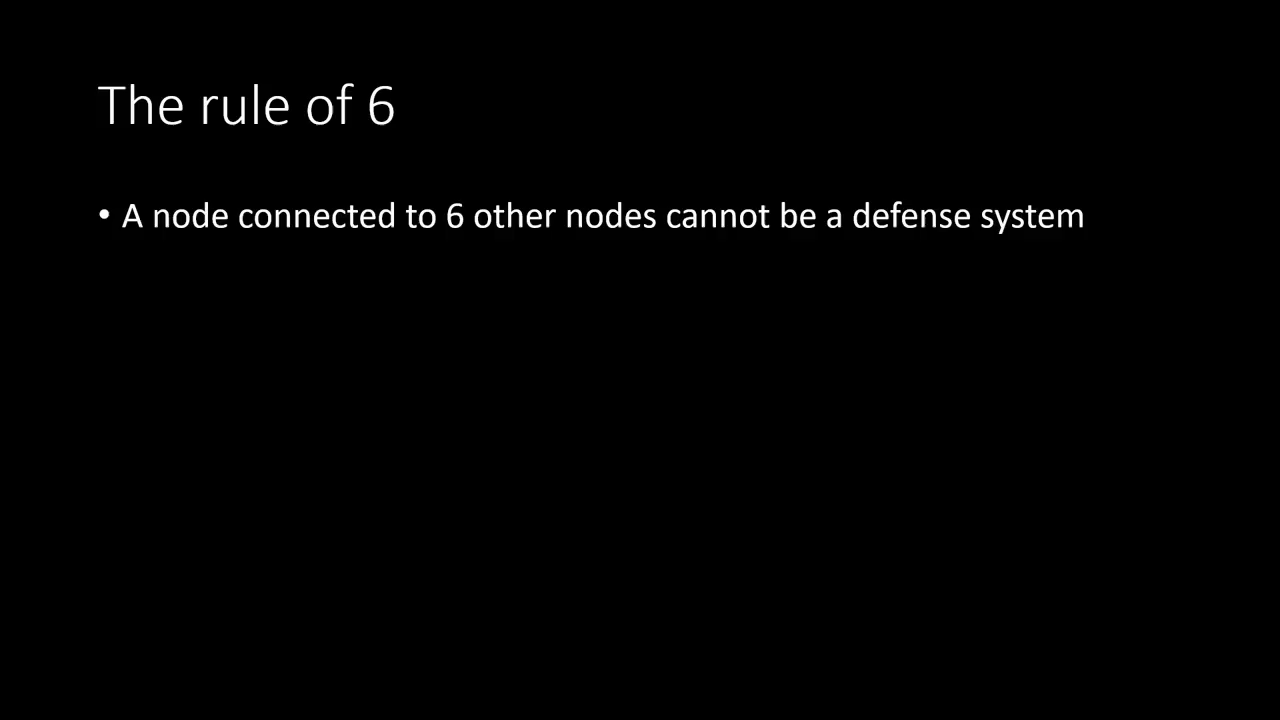 The rule of 6
• A node connected to 6 other nodes cannot be a defense system